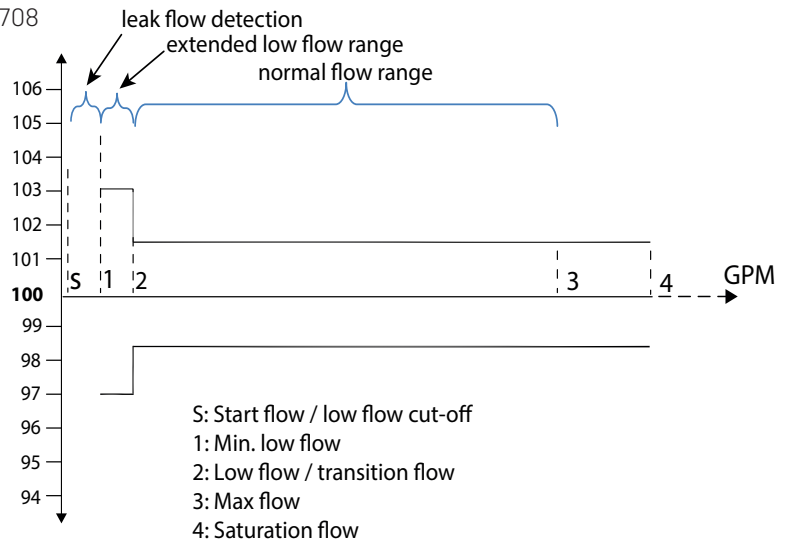 708
leak flow detection
extended low flow range
normal flow range
106
105
104
103
102
101
100
99
98
97
96
95
94
S
1
2
3
4
GPM
S: Start flow / low flow cut-off
1: Min. low flow
2: Low flow / transition flow
3: Max flow
4: Saturation flow